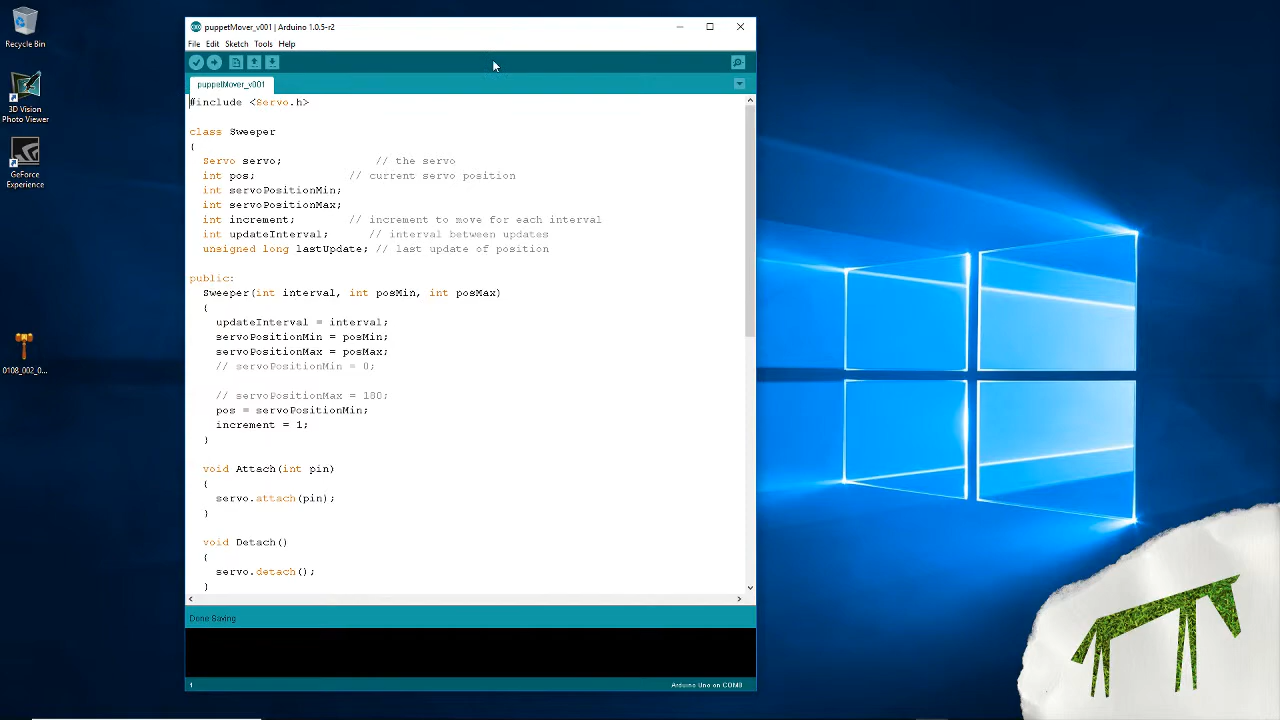 puppetMover_v001 | Arduino 1.0.5-r2
File Edit Sketch Tools Help
puppetMover_v001
#include <Servo.h>
class Sweeper
{
Servo servo; // the servo
int pos; // current servo position
int servoPositionMin;
int servoPositionMax;
int increment; // increment to move for each interval
int updateInterval; // interval between updates
unsigned long lastUpdate; // last update of position
public:
Sweeper(int interval, int posMin, int posMax)
{
updateInterval = interval;
servoPositionMin = posMin;
servoPositionMax = posMax;
// servoPositionMin = 0;
// servoPositionMax = 180;
pos = servoPositionMin;
increment = 1;
}
void Attach(int pin)
{
servo.attach(pin);
}
void Detach()
{
servo.detach();
}
Done Saving.
1
Arduino Uno on COM8
Recycle Bin
3D Vision
Photo Viewer
GeForce
Experience
0108_002_0...